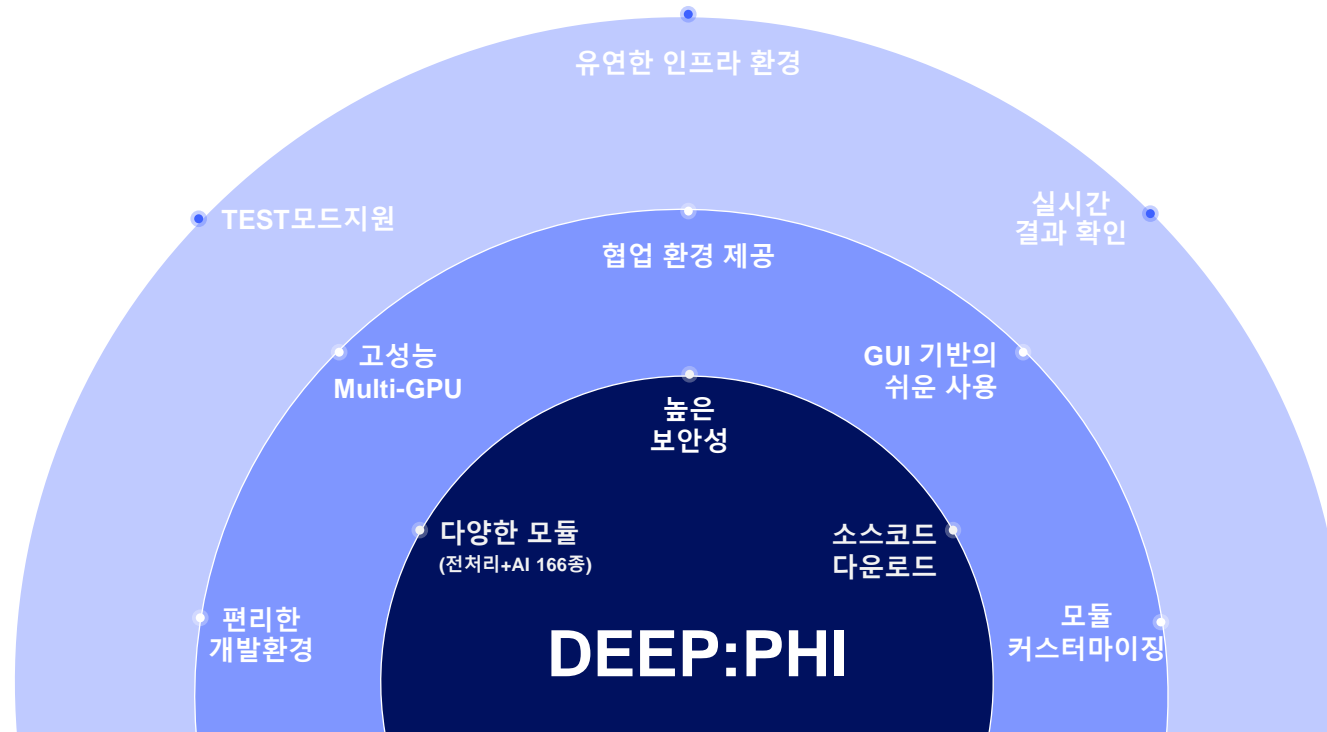 유연한 인프라 환경
TEST모드지원
실시간
결과 확인
협업 환경 제공
고성능
Multi-GPU
GUI 기반의
쉬운 사용
높은
보안성
다양한 모듈
(전처리+AI 166종)
소스코드
다운로드
편리한
개발환경
모듈
커스터마이징
DEEP:PHI